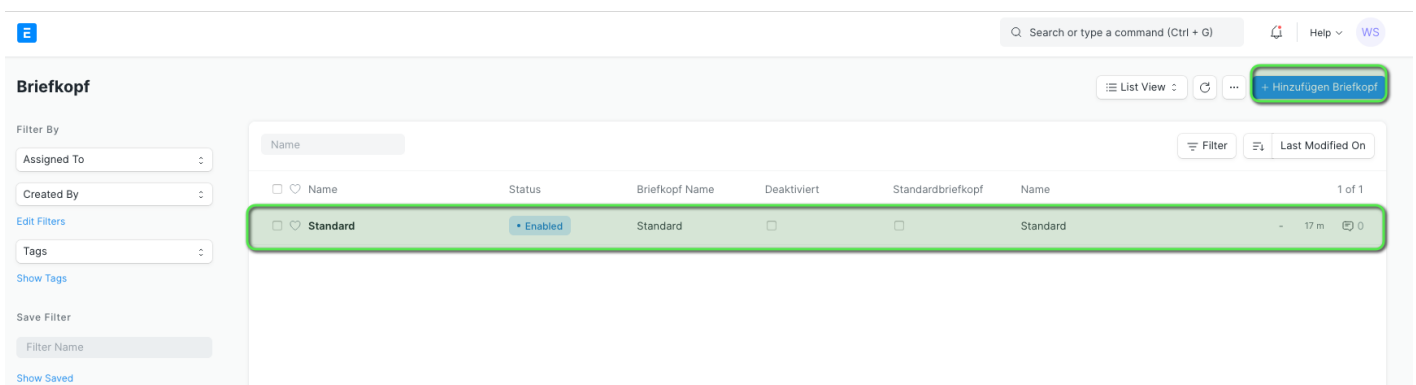 E
Search or type a command (Ctrl + G)
Help
WS
Briefkopf
List View
...
+ Hinzufügen Briefkopf
Filter By
Assigned To
Created By
Edit Filters
Tags
Show Tags
Save Filter
Filter Name
Show Saved
Name
Filter
Last Modified On
Name Status Briefkopf Name Deaktiviert Standardbriefkopf Name 1 of 1
Standard • Enabled Standard Standard - 17 m 0